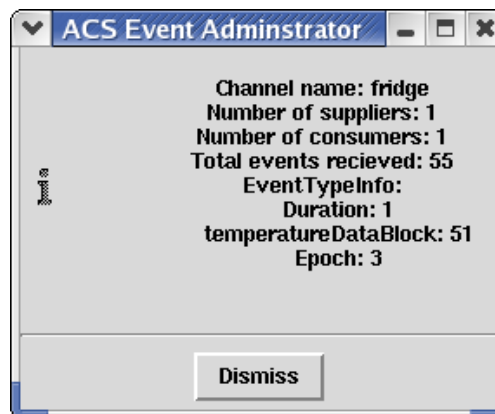 ACS Event Adminstrator
Channel name: fridge
Number of suppliers: 1
Number of consumers: 1
Total events recieved: 55
EventTypeInfo:
Duration: 1
temperatureDataBlock: 51
Epoch: 3
Dismiss